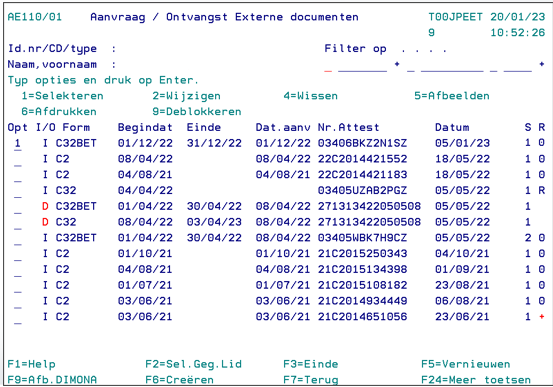 AE110/01 Aanvraag / Ontvangst Externe documenten T00JPEET 20/01/23
9 10:52:26
Id.nr/CD/type : Filter op . . . .
Naam,voornaam : _ _______ + _ ___________ _ ____ +
Typ opties en druk op Enter.
1=Selekteren 2=Wijzigen 4=Wissen 5=Afbeelden
6=Afdrukken 9=Deblokkeren
Opt I/O Form Begindat Einde Dat.aanv Nr.Attest Datum S R
1 I C32BET 01/12/22 31/12/22 01/12/22 03406BKZ2N1SZ 05/01/23 1 0
_ I C2 08/04/22 08/04/22 22C2014421552 18/05/22 1 0
_ I C2 04/08/21 04/08/21 22C2014421183 18/05/22 1 0
_ I C32 04/04/22 03405UZAB2PGZ 05/05/22 1 R
_ D C32BET 01/04/22 30/04/22 08/04/22 271313422050508 05/05/22 1
_ D C32 08/04/22 03/04/23 08/04/22 271313422050508 05/05/22 1
_ I C32BET 01/04/22 30/04/22 08/04/22 03405WBK7H9CZ 05/05/22 2 0
_ I C2 01/10/21 01/10/21 21C2015250343 04/10/21 1 0
_ I C2 04/08/21 04/08/21 21C2015134398 01/09/21 1 0
_ I C2 01/07/21 01/07/21 21C2015108182 23/08/21 1 0
_ I C2 03/06/21 03/06/21 21C2014934449 06/08/21 1 0
_ I C2 03/06/21 03/06/21 21C2014651056 23/06/21 1 +
F1=Help F2=Sel.Geg.Lid F3=Einde F5=Vernieuwen
F9=Afb.DIMONA F6=Creëren F7=Terug F24=Meer toetsen